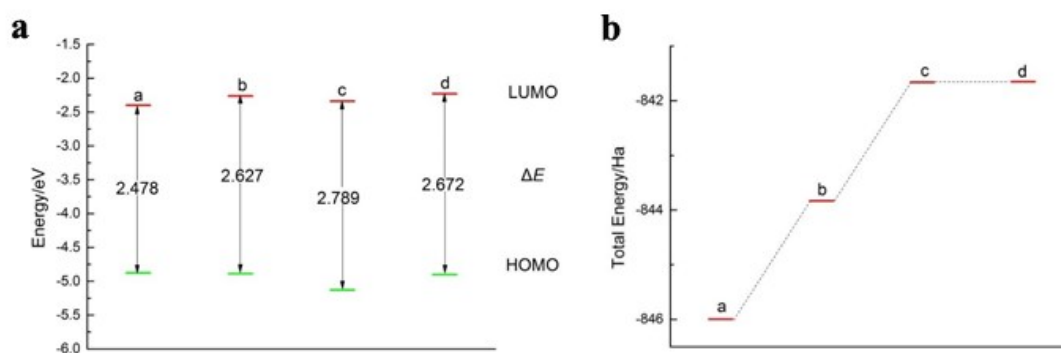 a
Energy/eV
-1.5
-2.0
-2.5
-3.0
-3.5
-4.0
-4.5
-5.0
-5.5
-6.0
a
b
c
d
LUMO
2.478
2.627
2.789
2.672
ΔE
HOMO
b
Total Energy/Ha
-842
-844
-846
a
b
c
d